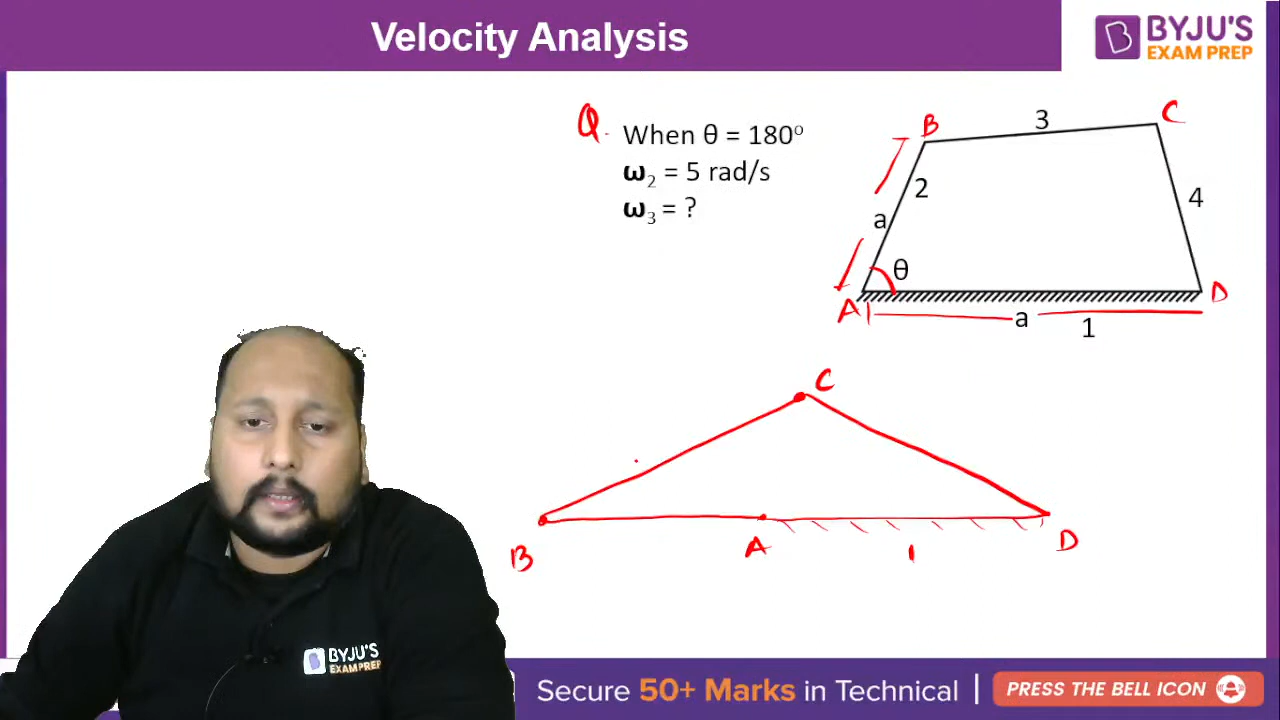 Velocity Analysis
BYJU'S
EXAM PREP
Q.
When θ = 180°
ω₂ = 5 rad/s
ω₃ = ?
B
3
C
2
a
4
θ
A
D
a
1
C
B
A
1
D
BYJU'S
EXAM PREP
Secure 50+ Marks in Technical | PRESS THE BELL ICON